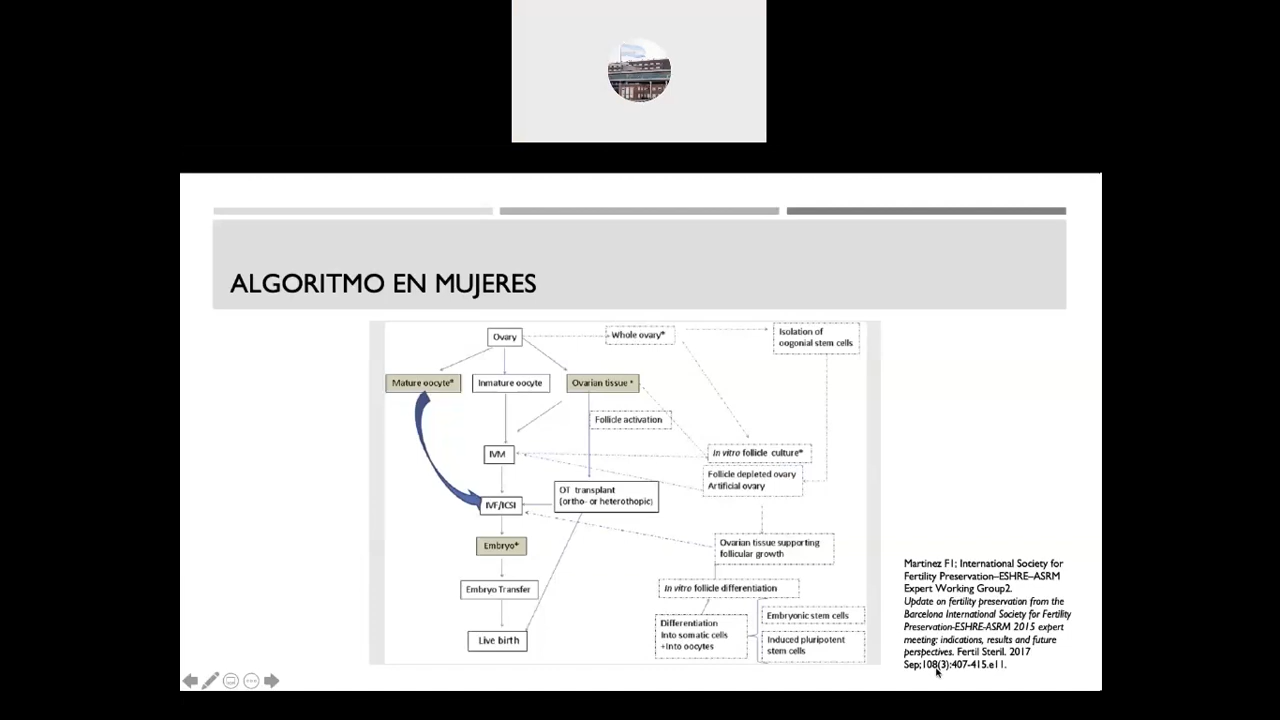 ALGORITMO EN MUJERES
Ovary
Whole ovary*
Isolation of
oogonial stem cells
Mature oocyte*
Inmature oocyte
Ovarian tissue *
Follicle activation
IVM
In vitro follicle culture*
Follicle depleted ovary
Artificial ovary
OT transplant
(ortho- or heterothopic)
IVF/ICSI
Embryo*
Ovarian tissue supporting
follicular growth
Embryo Transfer
In vitro follicle differentiation
Live birth
Differentiation
Into somatic cells
+Into oocytes
Embryonic stem cells
Induced pluripotent
stem cells
Martinez F1; International Society for
Fertility Preservation–ESHRE–ASRM
Expert Working Group2.
Update on fertility preservation from the
Barcelona International Society for Fertility
Preservation-ESHRE-ASRM 2015 expert
meeting: indications, results and future
perspectives. Fertil Steril. 2017
Sep;108(3):407-415.e11.